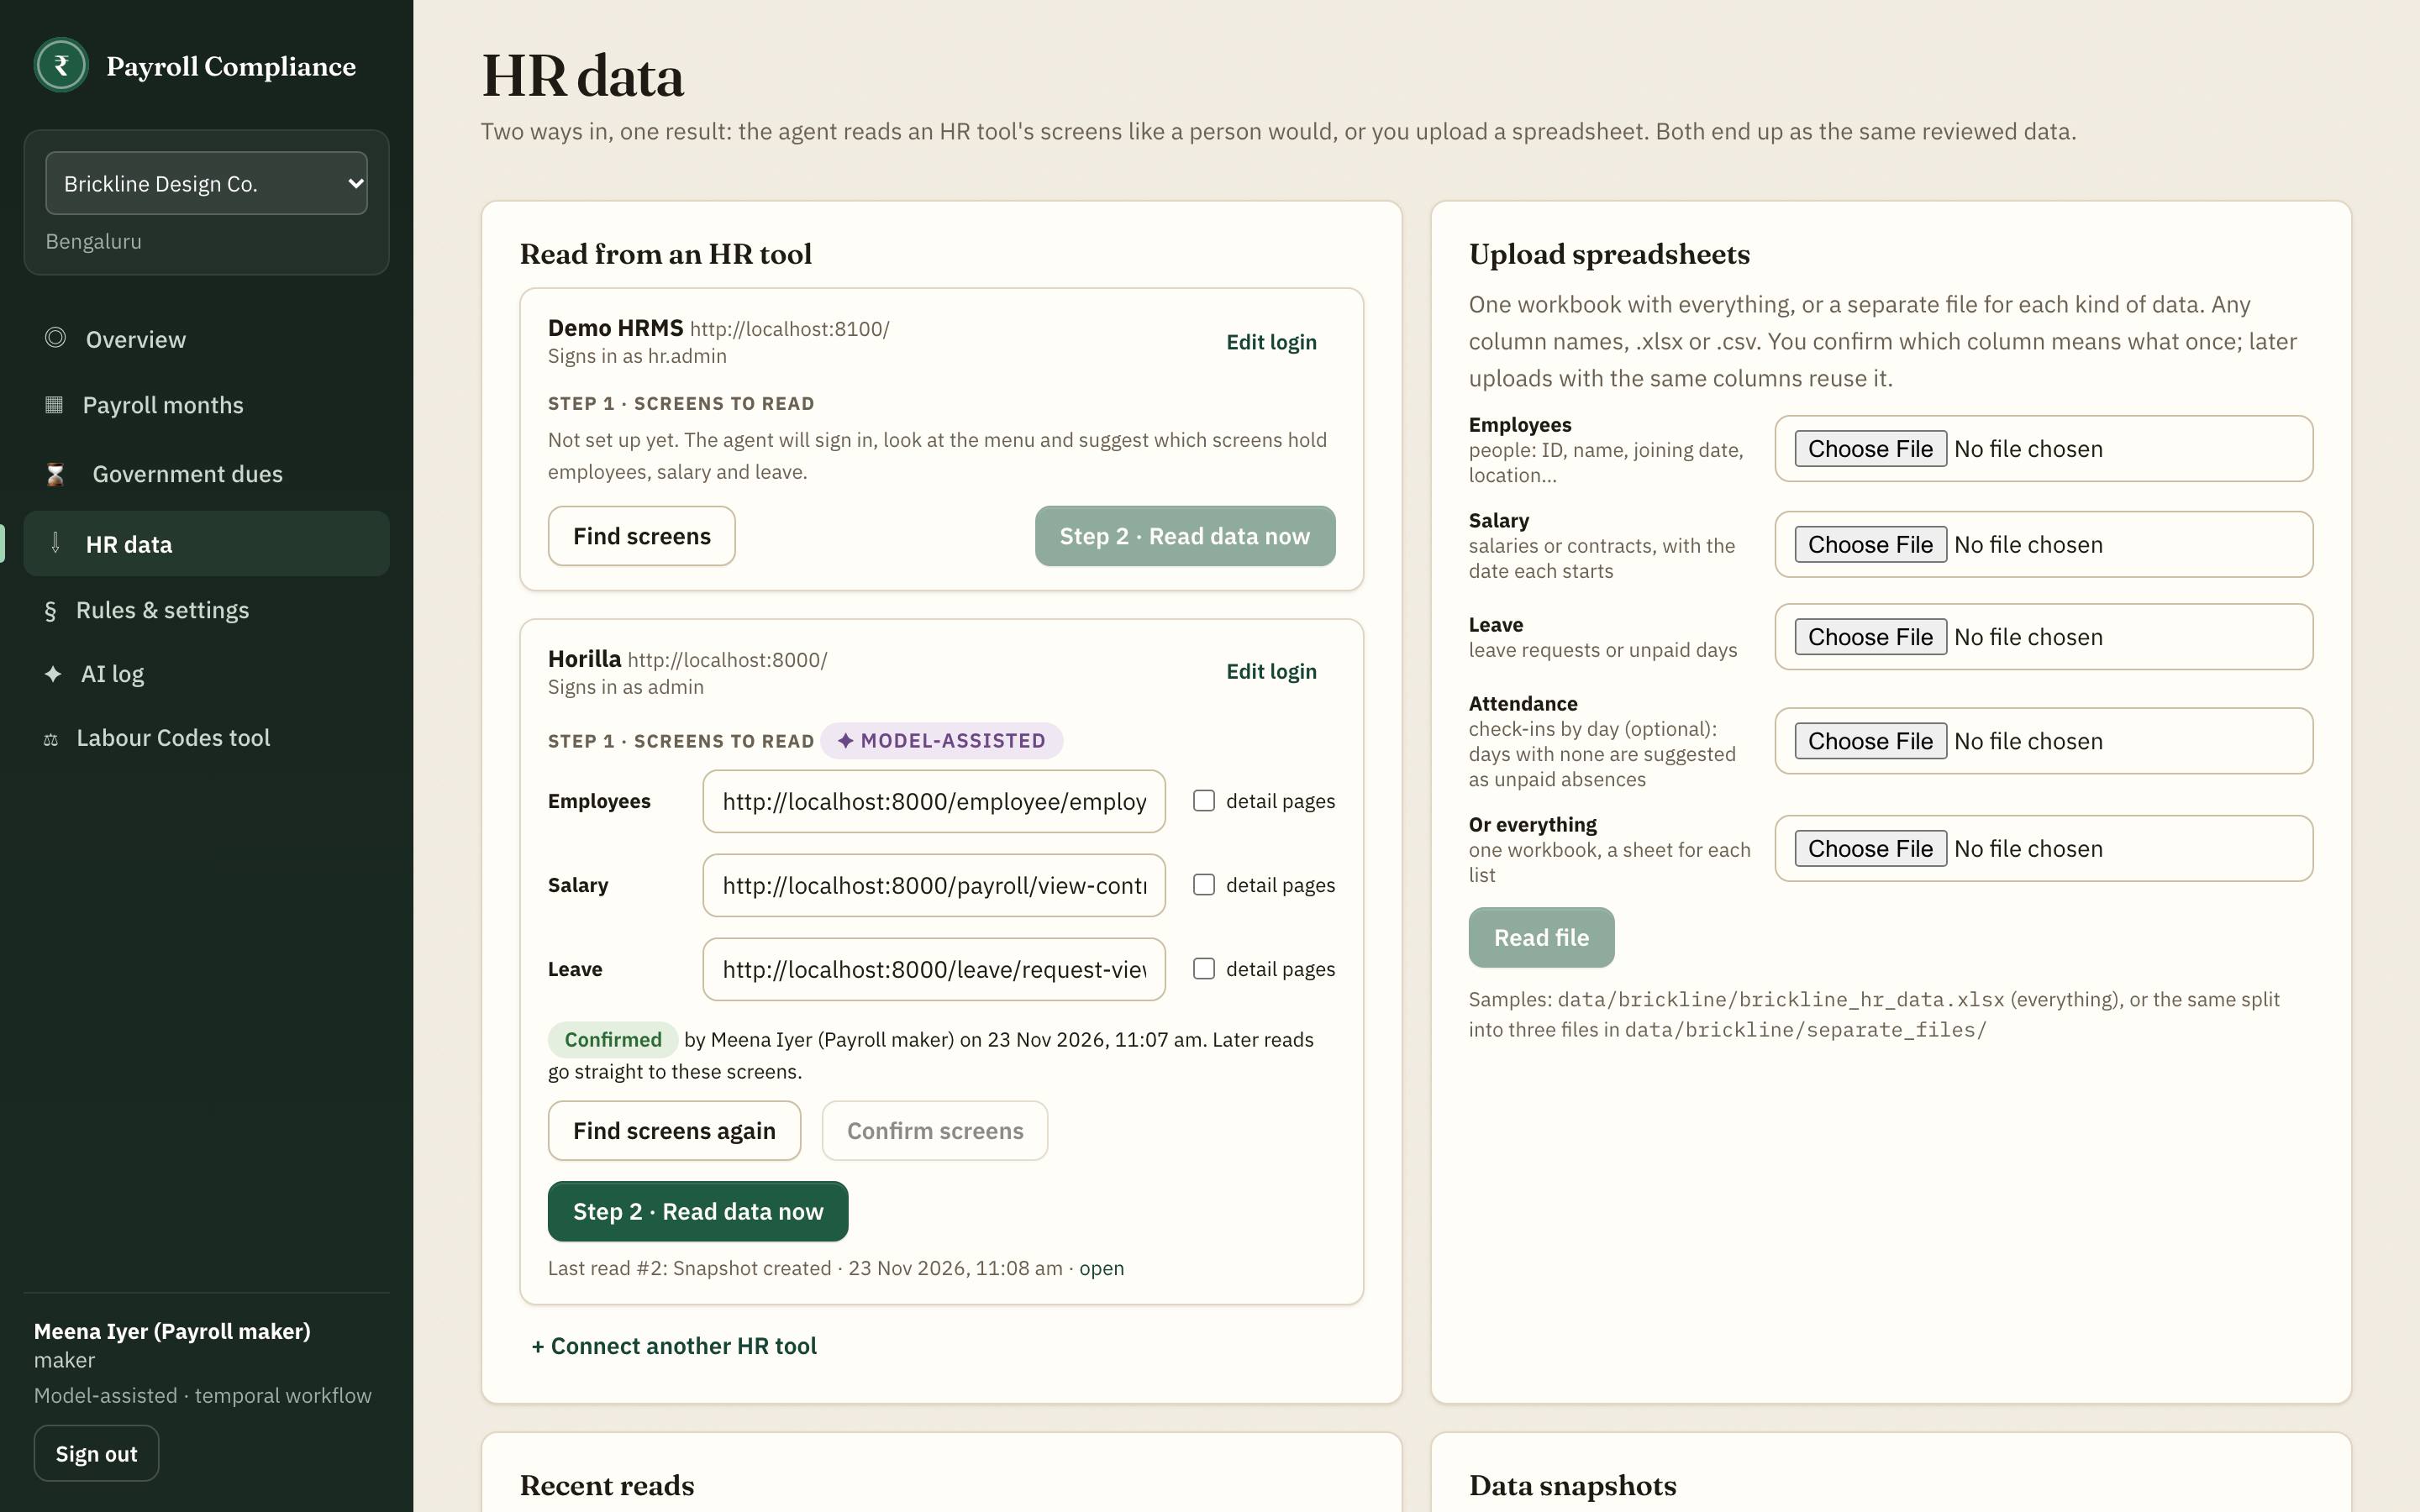 ₹ Payroll Compliance
Brickline Design Co.
Bengaluru
Overview
Payroll months
Government dues
HR data
§ Rules & settings
AI log
Labour Codes tool
Meena Iyer (Payroll maker)
maker
Model-assisted · temporal workflow
Sign out
HR data
Two ways in, one result: the agent reads an HR tool's screens like a person would, or you upload a spreadsheet. Both end up as the same reviewed data.
Read from an HR tool
Demo HRMS http://localhost:8100/
Signs in as hr.admin
Edit login
STEP 1 · SCREENS TO READ
Not set up yet. The agent will sign in, look at the menu and suggest which screens hold
employees, salary and leave.
Find screens
Step 2 · Read data now
Horilla http://localhost:8000/
Signs in as admin
Edit login
STEP 1 · SCREENS TO READ ✦ MODEL-ASSISTED
Employees http://localhost:8000/employee/employ detail pages
Salary http://localhost:8000/payroll/view-contr detail pages
Leave http://localhost:8000/leave/request-view detail pages
Confirmed by Meena Iyer (Payroll maker) on 23 Nov 2026, 11:07 am. Later reads
go straight to these screens.
Find screens again
Confirm screens
Step 2 · Read data now
Last read #2: Snapshot created · 23 Nov 2026, 11:08 am · open
+ Connect another HR tool
Upload spreadsheets
One workbook with everything, or a separate file for each kind of data. Any
column names, .xlsx or .csv. You confirm which column means what once; later
uploads with the same columns reuse it.
Employees
people: ID, name, joining date,
location...
Choose File No file chosen
Salary
salaries or contracts, with the
date each starts
Choose File No file chosen
Leave
leave requests or unpaid days
Choose File No file chosen
Attendance
check-ins by day (optional):
days with none are suggested
as unpaid absences
Choose File No file chosen
Or everything
one workbook, a sheet for each
list
Choose File No file chosen
Read file
Samples: data/brickline/brickline_hr_data.xlsx (everything), or the same split
into three files in data/brickline/separate_files/
Recent reads
Data snapshots